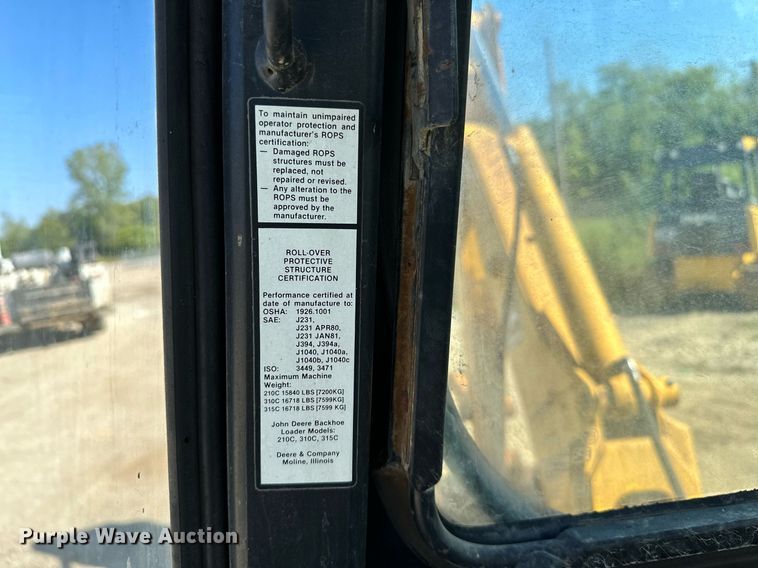 To maintain unimpaired
operator protection and
manufacturer's ROPS
certification:
— Damaged ROPS
structures must be
replaced, not
repaired or revised.
— Any alteration to the
ROPS must be
approved by the
manufacturer.
ROLL-OVER
PROTECTIVE
STRUCTURE
CERTIFICATION
Performance certified at
date of manufacture to:
OSHA: 1926.1001
SAE: J231,
J231 APR80,
J231 JAN81,
J394, J394a,
J1040, J1040a,
J1040b, J1040c
ISO: 3449, 3471
Maximum Machine
Weight:
210C 15840 LBS [7200KG]
310C 16718 LBS [7599KG]
315C 16718 LBS [7599 KG]
John Deere Backhoe
Loader Models:
210C, 310C, 315C
Deere & Company
Moline, Illinois
Purple Wave Auction